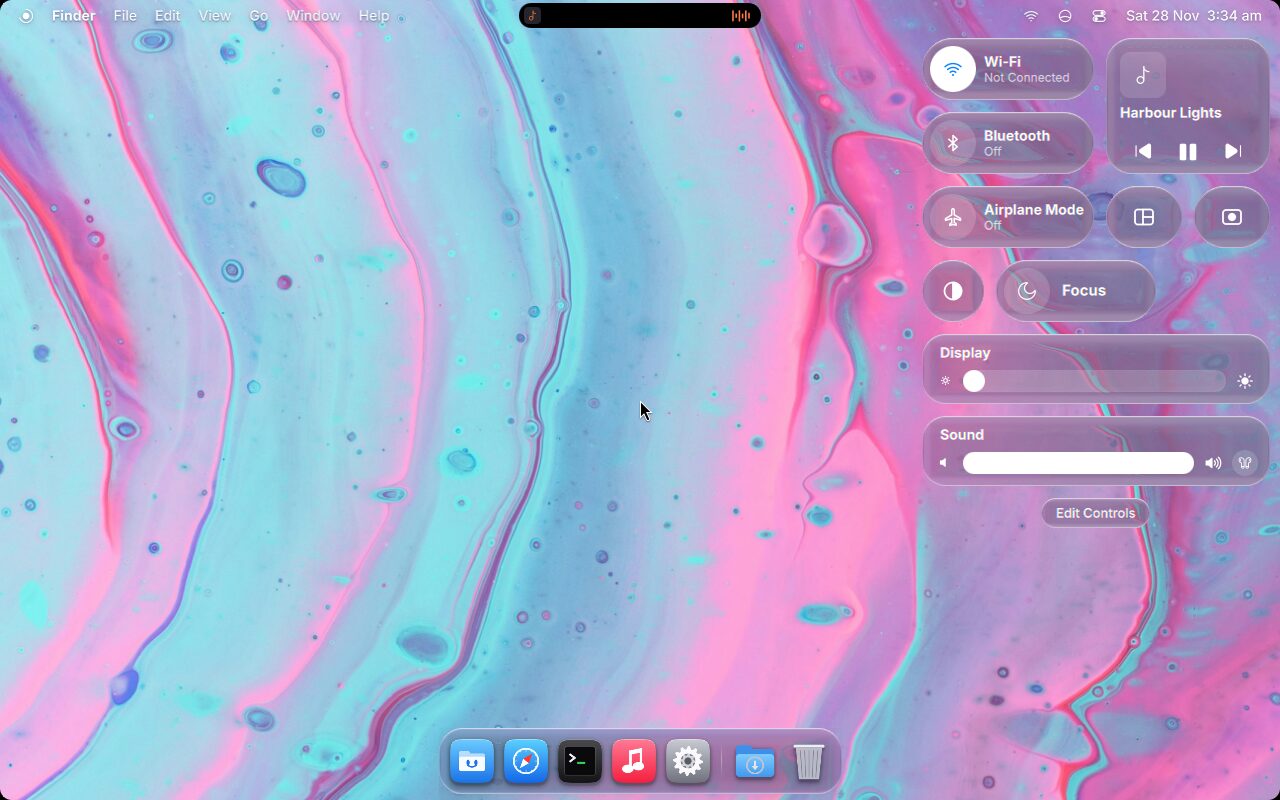 Finder File Edit View Go Window Help
Sat 28 Nov 3:34 am
Wi-Fi
Not Connected
Harbour Lights
Bluetooth
Off
Airplane Mode
Off
Focus
Display
Sound
Edit Controls